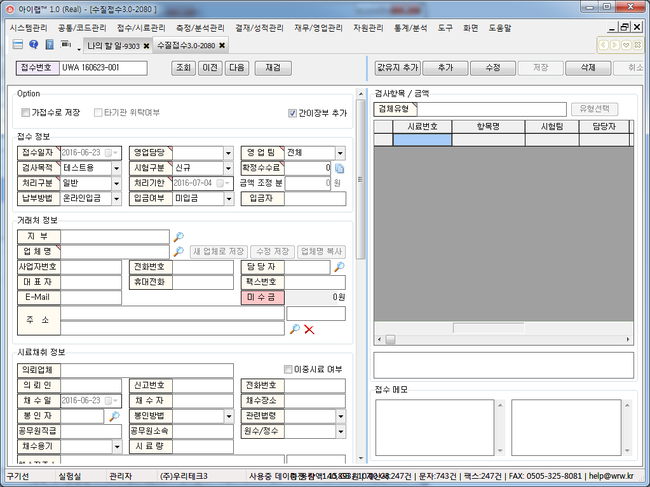 아이랩™ 1.0 (Real) - [수질접수3.0-2080 ]
시스템관리 공통/코드관리 접수/시료관리 측정/분석관리 결재/성적관리 재무/영업관리 자원관리 통계/분석 도구 창 도움말
나의 할 일-9303 수질접수3.0-2080
접수번호 UWA 160623-001 조회 이전 다음 재검 값유지 추가 추가 수정 저장 삭제 취소
Option
가접수로 저장 타기관 위탁여부 간이장부 추가
접수 정보
접수일자 2016-06-23 영업담당 영 업 팀 전체
검사목적 테스트용 시험구분 신규 확정수수료 0
처리구분 일반 처리기한 2016-07-04 금액 조정 분 0 원
납부방법 온라인입금 입금여부 미입금 입금자
거래처 정보
지 부
업 체 명 새 업체로 저장 수정 저장 업체명 복사
사업자번호 전화번호 담 당 자
대 표 자 휴대전화 팩스번호
E-Mail 미 수 금 0원
주 소
시료채취 정보
의뢰업체 이중시료 여부
의 뢰 인 신고번호 전화번호
채 수 일 2016-06-23 채 수 자 채수장소
봉 인 자 봉인방법 관련법령
공무원직급 공무원소속 원수/정수
채수용기 시 료 량
검사항목 / 금액
검체유형 유형선택
시료번호 항목명 시험팀 담당자
접수 메모
구기선 실험실 관리자 (주)우리테크3 사용중 247건 | 문자:743건 | 팩스:247건 | FAX: 0505-325-8081 | help@wrw.kr